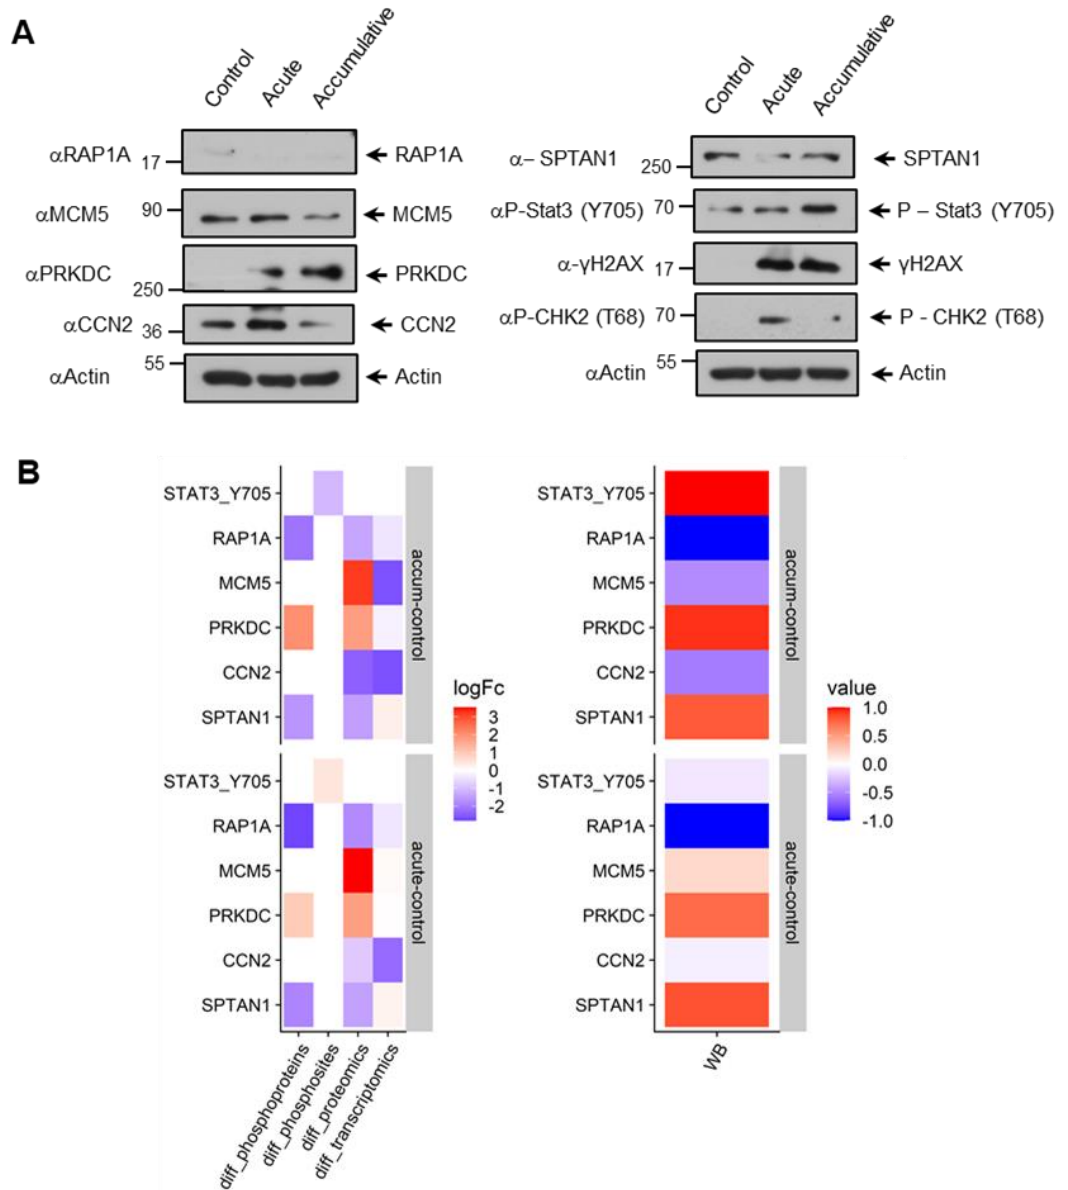 A
Control
Acute
Accumulative
αRAP1A
17
RAP1A
αMCM5
90
MCM5
αPRKDC
250
PRKDC
αCCN2
36
CCN2
αActin
55
Actin
Control
Acute
Accumulative
α– SPTAN1
250
SPTAN1
αP-Stat3 (Y705)
70
P – Stat3 (Y705)
α-γH2AX
17
γH2AX
αP-CHK2 (T68)
70
P - CHK2 (T68)
αActin
55
Actin
B
STAT3_Y705
RAP1A
MCM5
PRKDC
CCN2
SPTAN1
accum-control
STAT3_Y705
RAP1A
MCM5
PRKDC
CCN2
SPTAN1
acute-control
diff_phosphoproteins
diff_phosphosites
diff_proteomics
diff_transcriptomics
logFc
3
2
1
0
-1
-2
STAT3_Y705
RAP1A
MCM5
PRKDC
CCN2
SPTAN1
accum-control
STAT3_Y705
RAP1A
MCM5
PRKDC
CCN2
SPTAN1
acute-control
WB
value
1.0
0.5
0.0
-0.5
-1.0